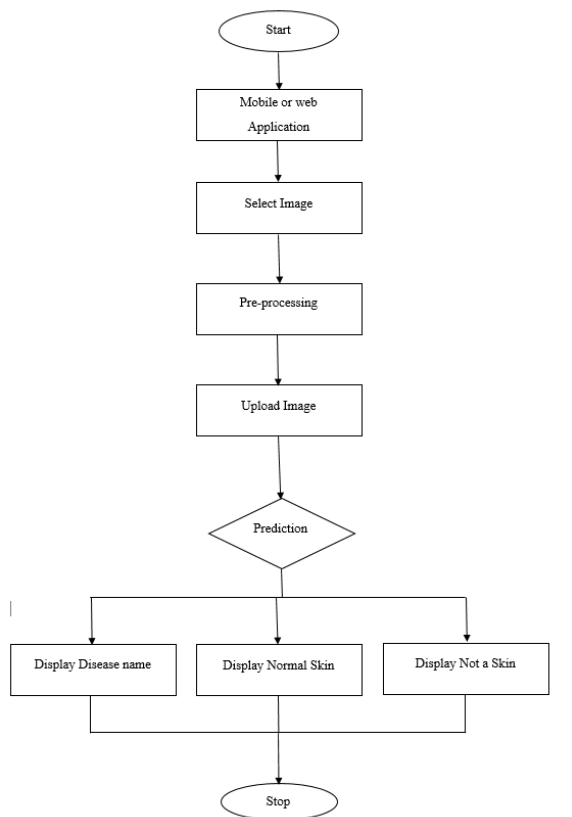 Start
Mobile or web
Application
Select Image
Pre-processing
Upload Image
Prediction
Display Disease name
Display Normal Skin
Display Not a Skin
Stop